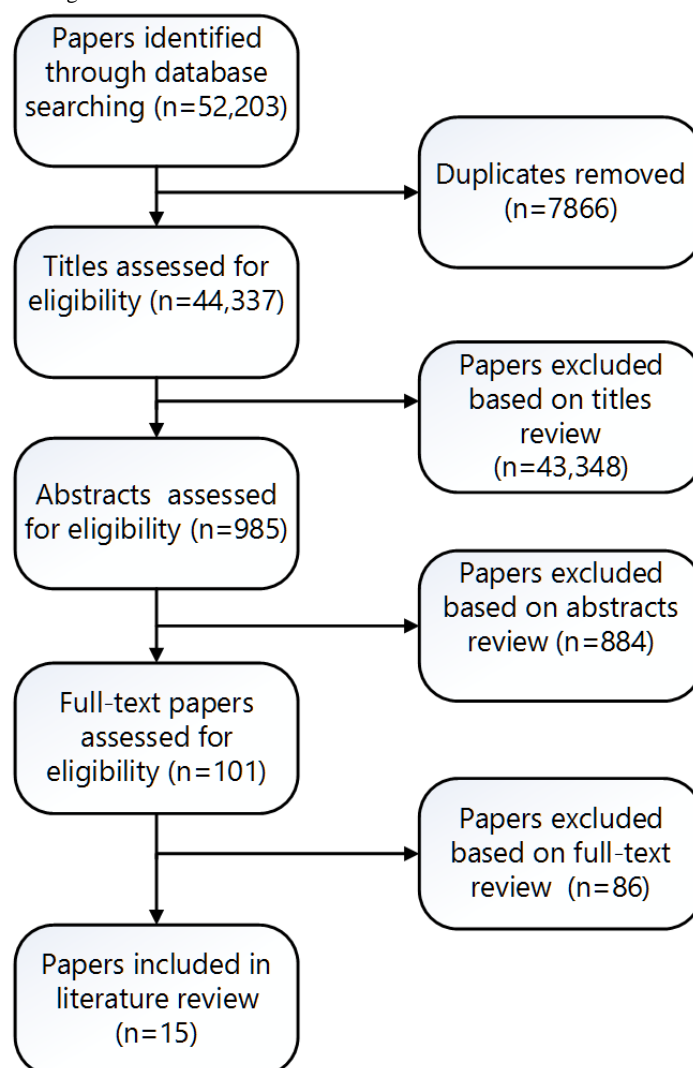 Papers identified
through database
searching (n=52,203)
Duplicates removed
(n=7866)
Titles assessed for
eligibility (n=44,337)
Papers excluded
based on titles
review
(n=43,348)
Abstracts assessed
for eligibility (n=985)
Papers excluded
based on abstracts
review (n=884)
Full-text papers
assessed for
eligibility (n=101)
Papers excluded
based on full-text
review (n=86)
Papers included in
literature review
(n=15)